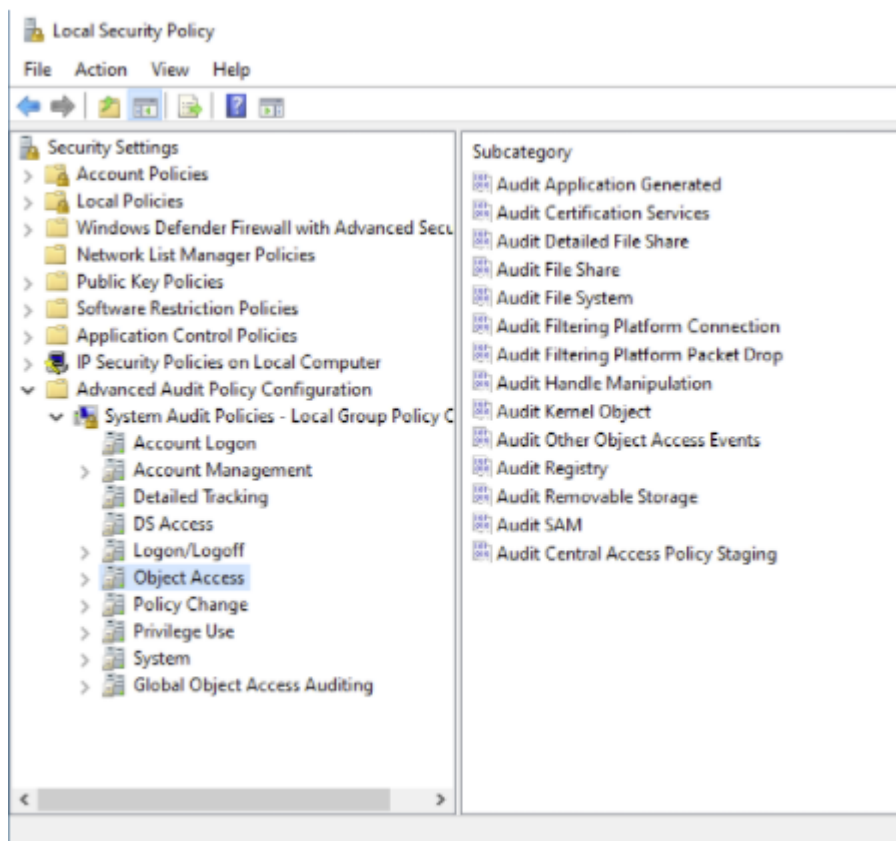 Local Security Policy
File Action View Help
Security Settings
Account Policies
Local Policies
Windows Defender Firewall with Advanced Secu
Network List Manager Policies
Public Key Policies
Software Restriction Policies
Application Control Policies
IP Security Policies on Local Computer
Advanced Audit Policy Configuration
System Audit Policies - Local Group Policy C
Account Logon
Account Management
Detailed Tracking
DS Access
Logon/Logoff
Object Access
Policy Change
Privilege Use
System
Global Object Access Auditing
Subcategory
Audit Application Generated
Audit Certification Services
Audit Detailed File Share
Audit File Share
Audit File System
Audit Filtering Platform Connection
Audit Filtering Platform Packet Drop
Audit Handle Manipulation
Audit Kernel Object
Audit Other Object Access Events
Audit Registry
Audit Removable Storage
Audit SAM
Audit Central Access Policy Staging